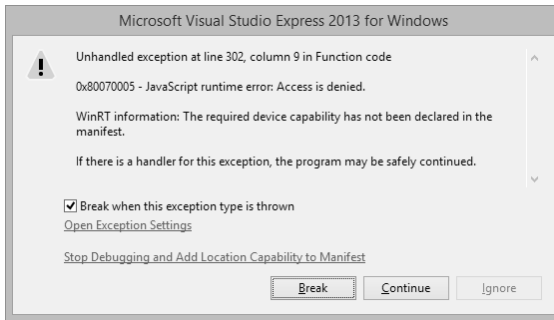 Microsoft Visual Studio Express 2013 for Windows
Unhandled exception at line 302, column 9 in Function code
0x80070005 - JavaScript runtime error: Access is denied.
WinRT information: The required device capability has not been declared in the
manifest.
If there is a handler for this exception, the program may be safely continued.
Break when this exception type is thrown
Open Exception Settings
Stop Debugging and Add Location Capability to Manifest
Break Continue Ignore